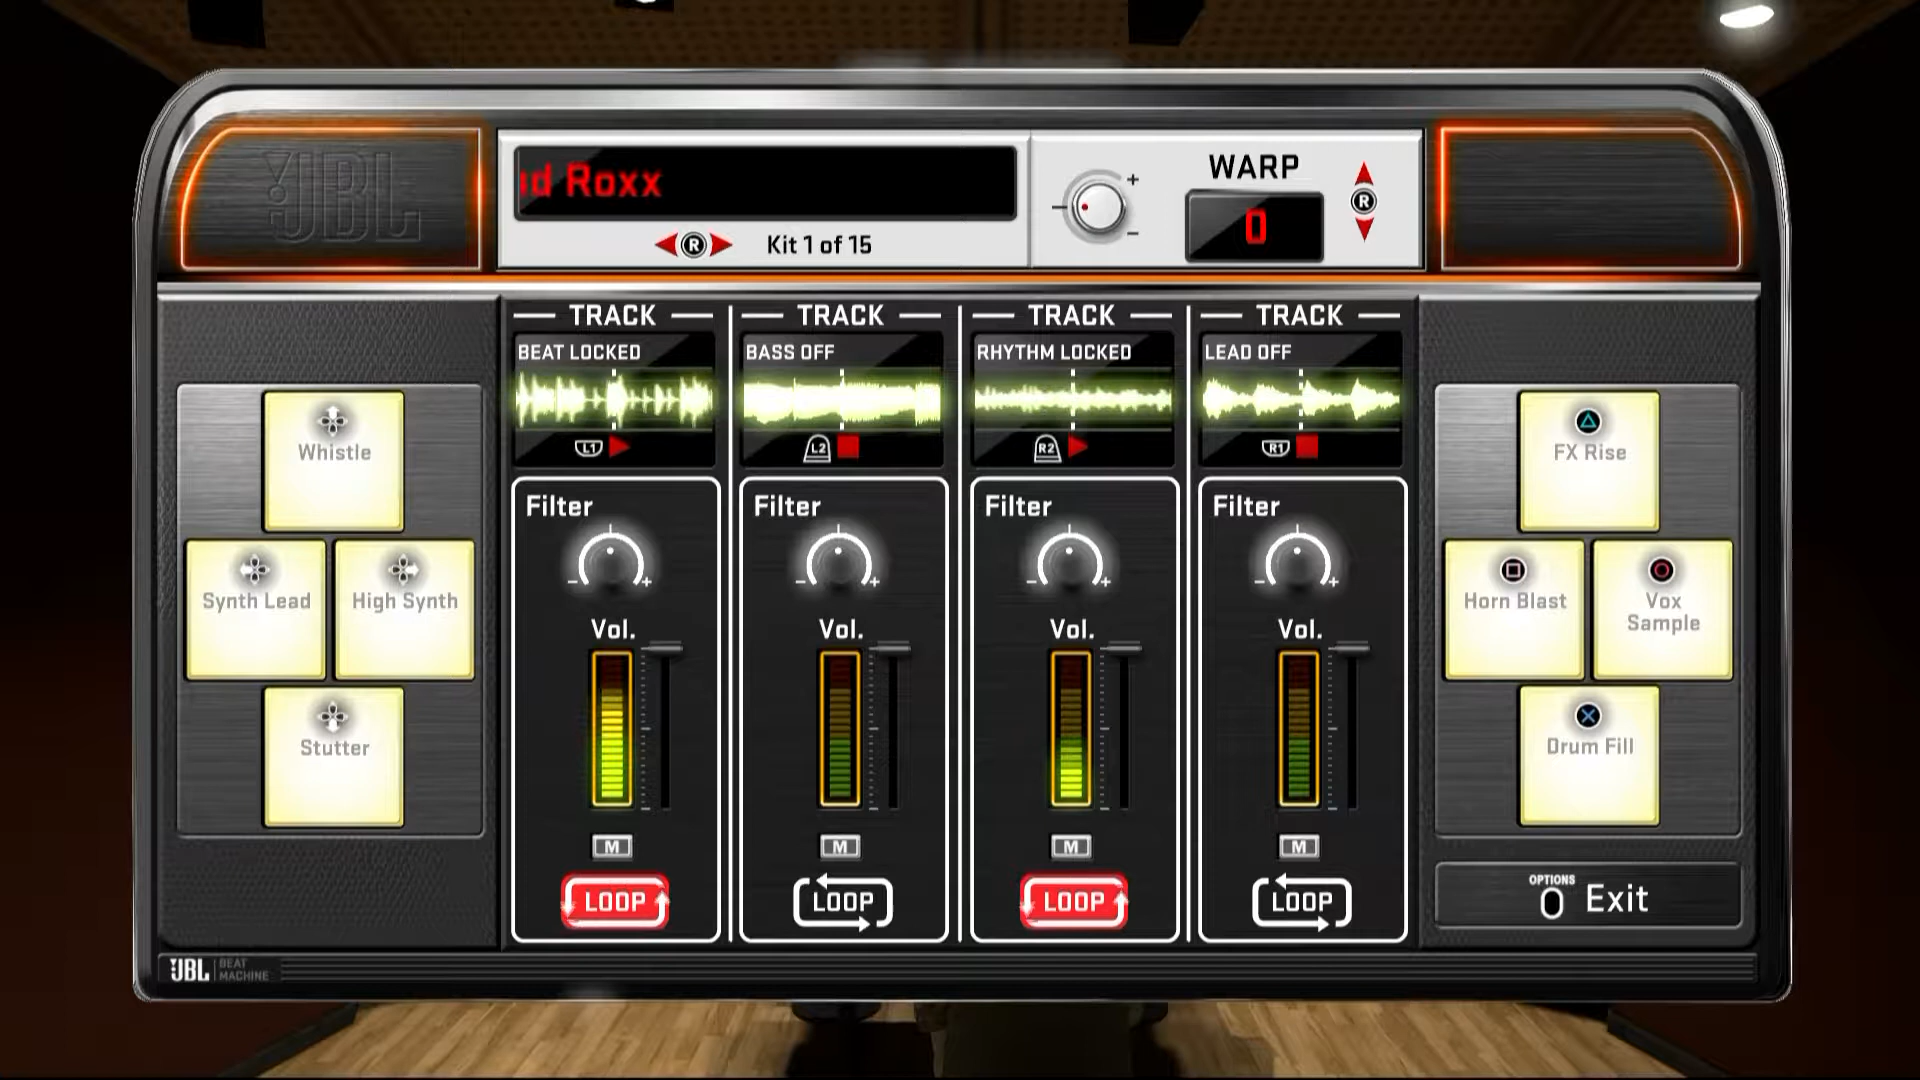 JBL
d Roxx
Kit 1 of 15
R
WARP
0
R
TRACK
BEAT LOCKED
L1
TRACK
BASS OFF
L2
TRACK
RHYTHM LOCKED
R2
TRACK
LEAD OFF
R1
Whistle
Synth Lead
High Synth
Stutter
Filter
Vol.
M
LOOP
Filter
Vol.
M
LOOP
Filter
Vol.
M
LOOP
Filter
Vol.
M
LOOP
FX Rise
Horn Blast
Vox
Sample
Drum Fill
OPTIONS
Exit
JBL
BEAT
MACHINE